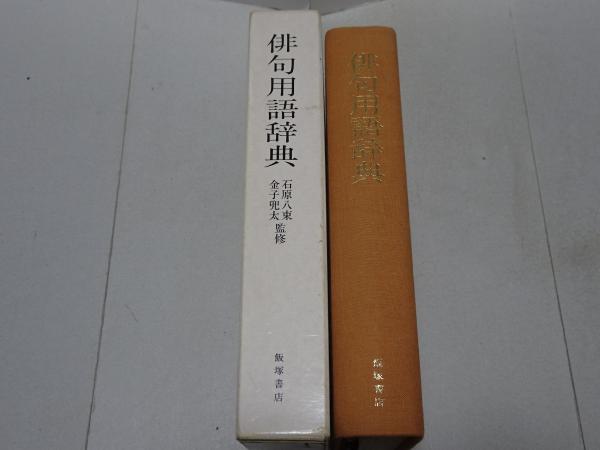 俳句用語辞典
石原八束
金子兜太
監修
飯塚書店
俳句用語辞典
飯塚書店